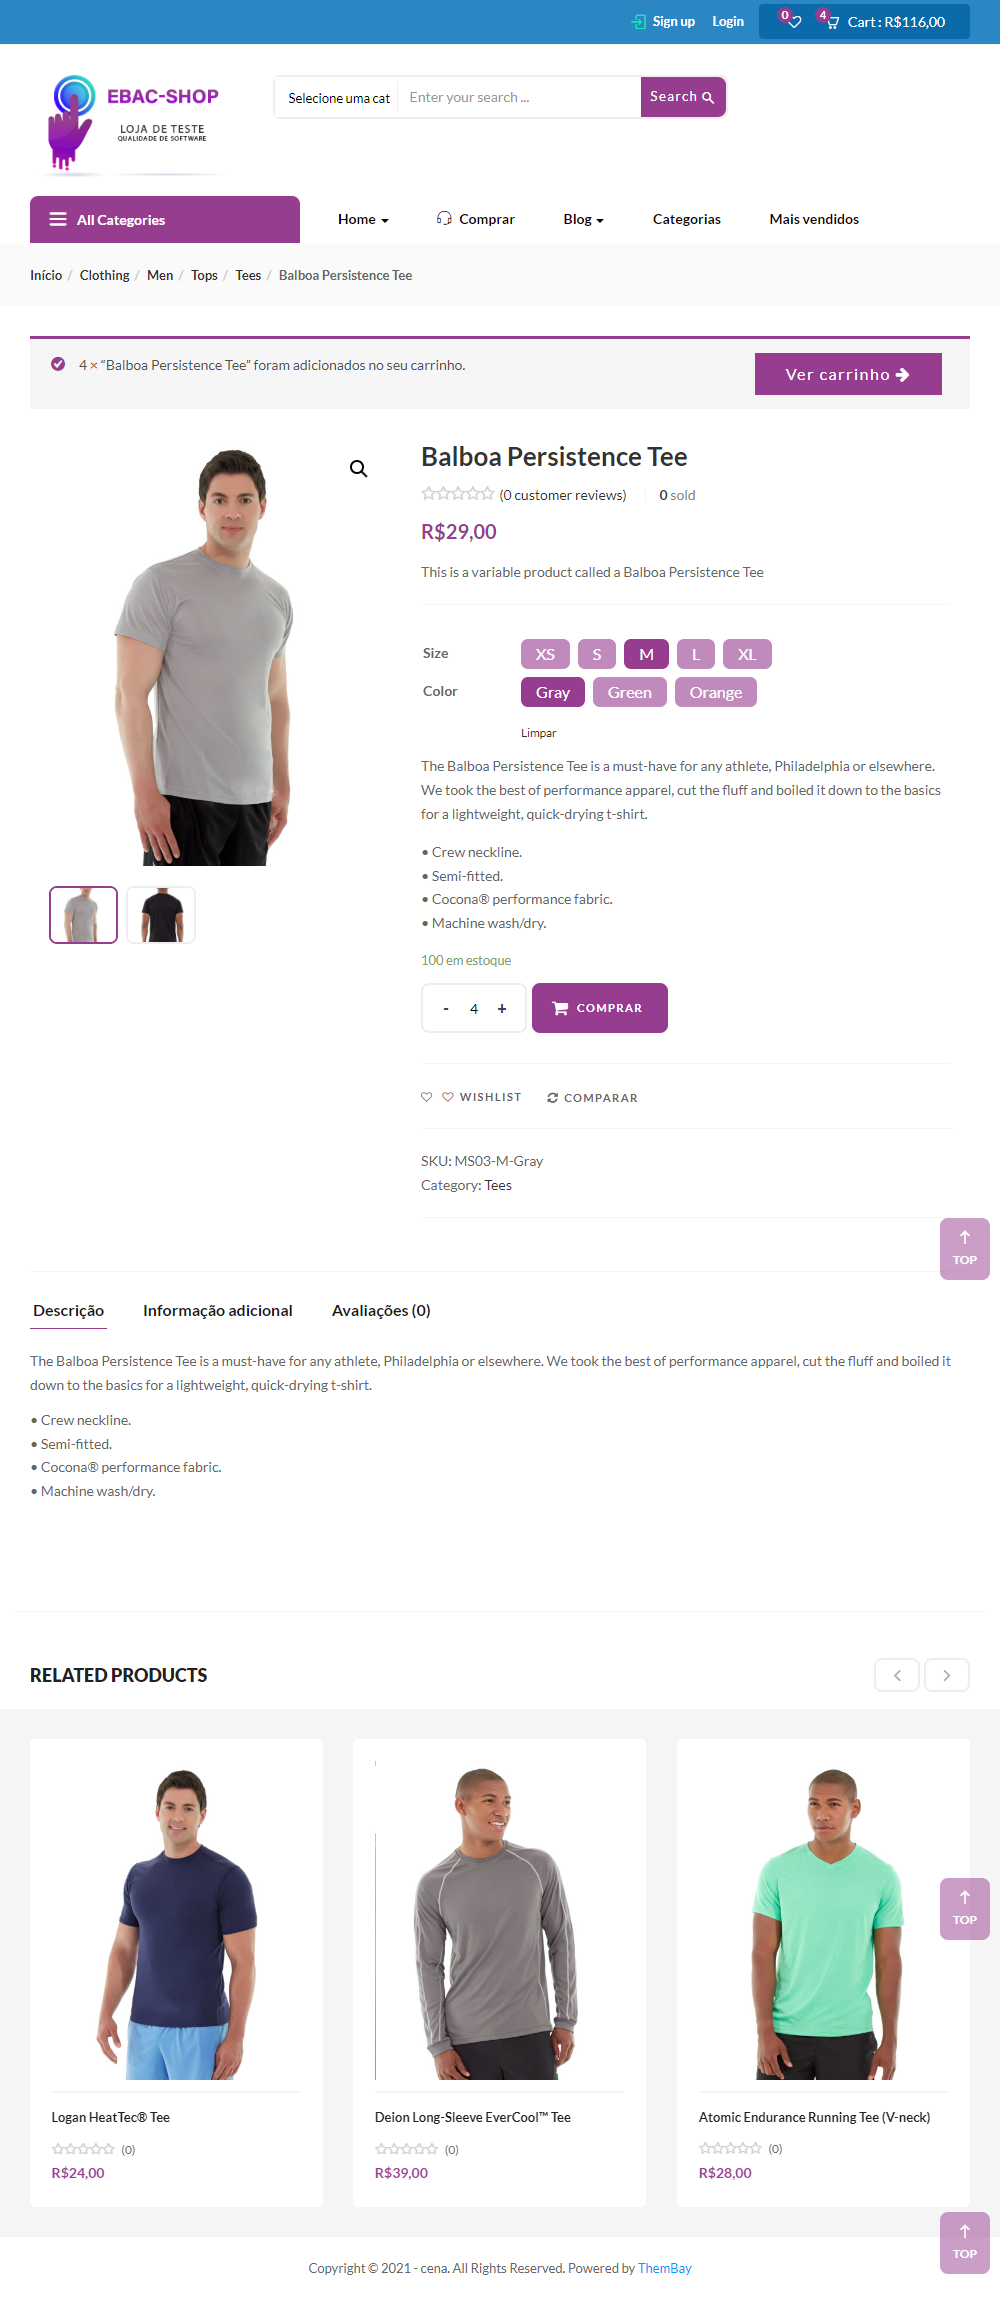 Sign up Login 0 4 Cart : R$116,00
EBAC-SHOP
LOJA DE TESTE
QUALIDADE DE SOFTWARE
Selecione uma cat Enter your search ... Search
All Categories Home Comprar Blog Categorias Mais vendidos
Início / Clothing / Men / Tops / Tees / Balboa Persistence Tee
4 × “Balboa Persistence Tee” foram adicionados no seu carrinho. Ver carrinho
Balboa Persistence Tee
(0 customer reviews) 0 sold
R$29,00
This is a variable product called a Balboa Persistence Tee
Size XS S M L XL
Color Gray Green Orange
Limpar
The Balboa Persistence Tee is a must-have for any athlete, Philadelphia or elsewhere.
We took the best of performance apparel, cut the fluff and boiled it down to the basics
for a lightweight, quick-drying t-shirt.
• Crew neckline.
• Semi-fitted.
• Cocona® performance fabric.
• Machine wash/dry.
100 em estoque
- 4 + COMPRAR
WISHLIST COMPARAR
SKU: MS03-M-Gray
Category: Tees
TOP
Descrição Informação adicional Avaliações (0)
The Balboa Persistence Tee is a must-have for any athlete, Philadelphia or elsewhere. We took the best of performance apparel, cut the fluff and boiled it
down to the basics for a lightweight, quick-drying t-shirt.
• Crew neckline.
• Semi-fitted.
• Cocona® performance fabric.
• Machine wash/dry.
RELATED PRODUCTS
TOP
Logan HeatTec® Tee Deion Long-Sleeve EverCool™ Tee Atomic Endurance Running Tee (V-neck)
(0) (0) (0)
R$24,00 R$39,00 R$28,00
TOP
Copyright © 2021 - cena. All Rights Reserved. Powered by ThemBay